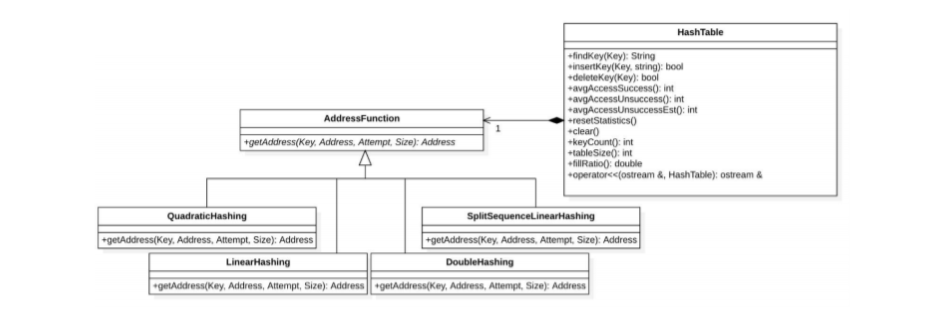 HashTable
+findKey(Key): String
+insertKey(Key, string): bool
+deleteKey(Key): bool
+avgAccessSuccess(): int
+avgAccessUnsuccess(): int
+avgAccessUnsuccessEst(): int
+resetStatistics()
+clear()
+keyCount(): int
+tableSize(): int
+fillRatio(): double
+operator<<(ostream &, HashTable): ostream &
AddressFunction
+getAddress(Key, Address, Attempt, Size): Address
1
QuadraticHashing
+getAddress(Key, Address, Attempt, Size): Address
SplitSequenceLinearHashing
+getAddress(Key, Address, Attempt, Size): Address
LinearHashing
+getAddress(Key, Address, Attempt, Size): Address
DoubleHashing
+getAddress(Key, Address, Attempt, Size): Address